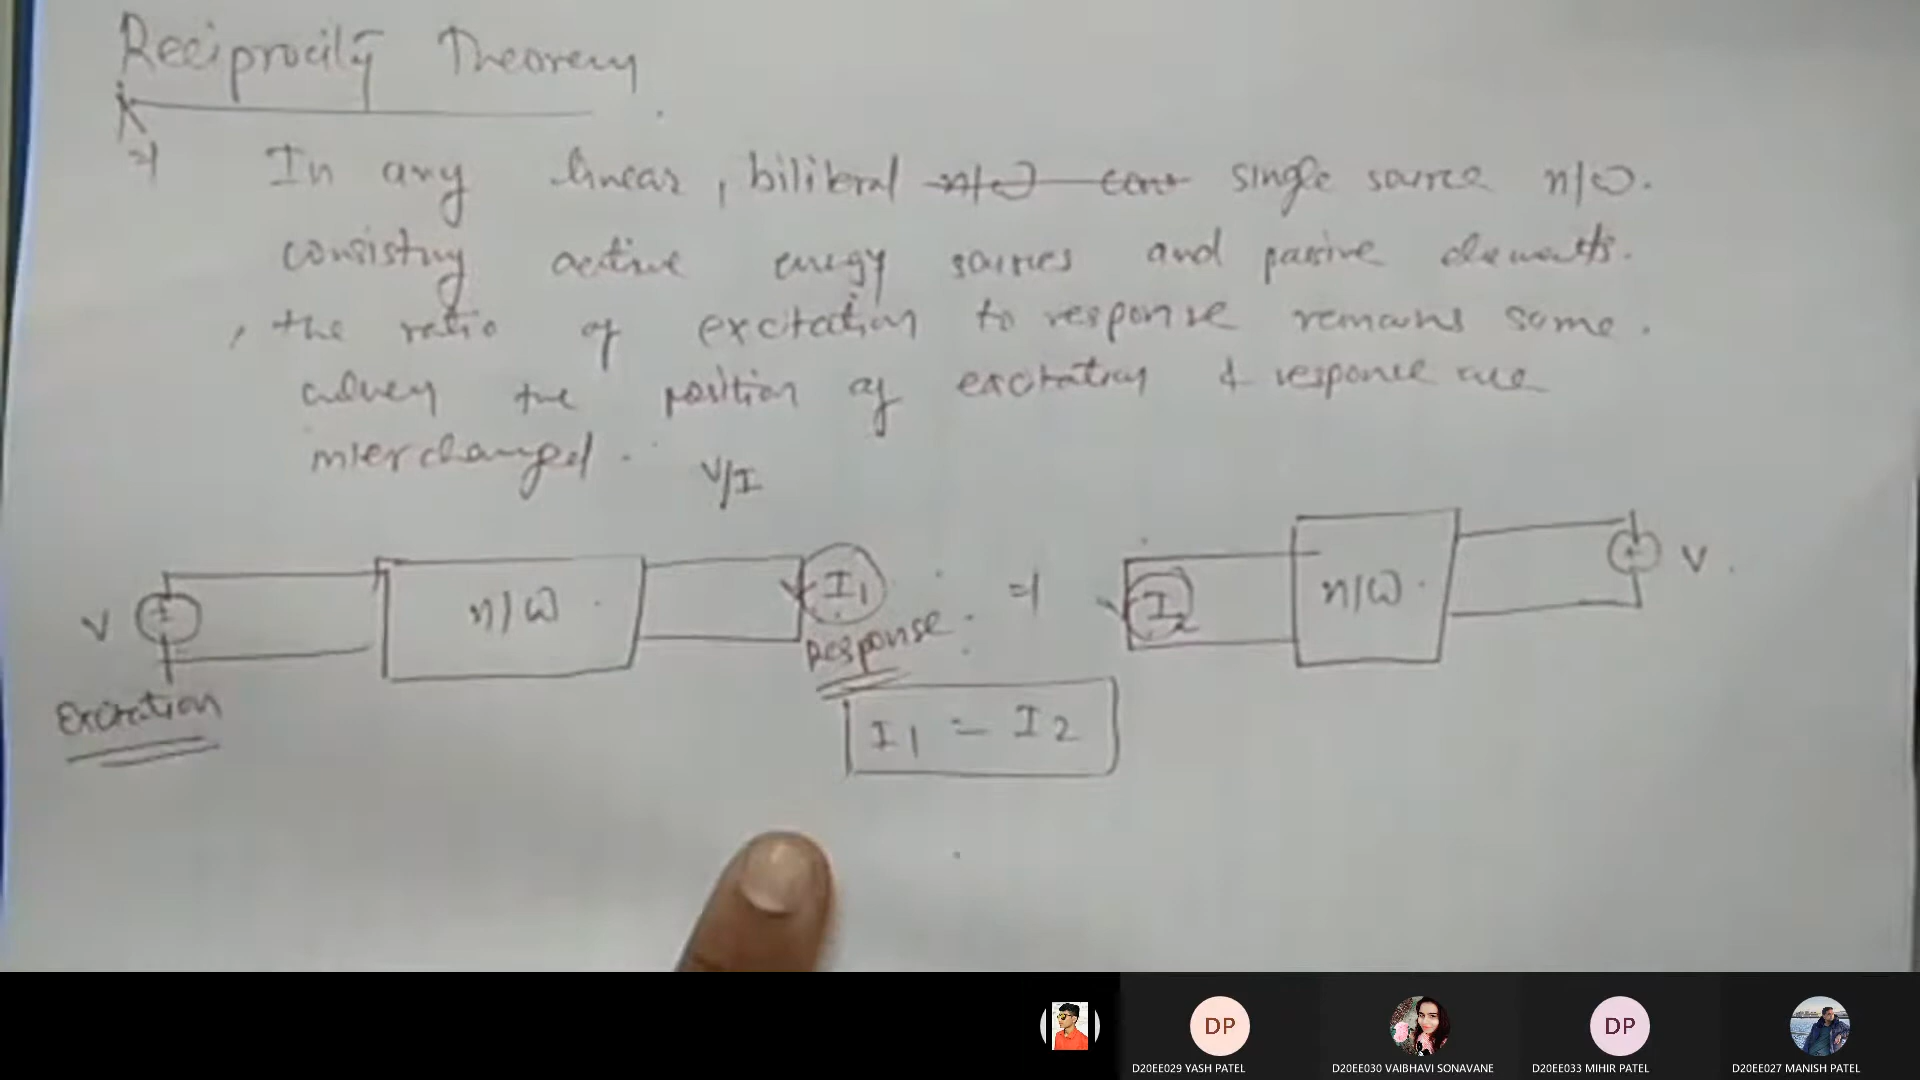 Reciprocity Theorem
In any linear, biliteral n/w single source n/w.
consisting active energy sources and passive elements.
, the ratio of excitation to response remains same.
when the position of excitation & response are
interchanged.
V/I
V n/w I1 ⇒ I2 n/w V
Response
Excitation
I1 = I2
DP DP
D20EE029 YASH PATEL D20EE030 VAIBHAVI SONAVANE D20EE033 MIHIR PATEL D20EE027 MANISH PATEL